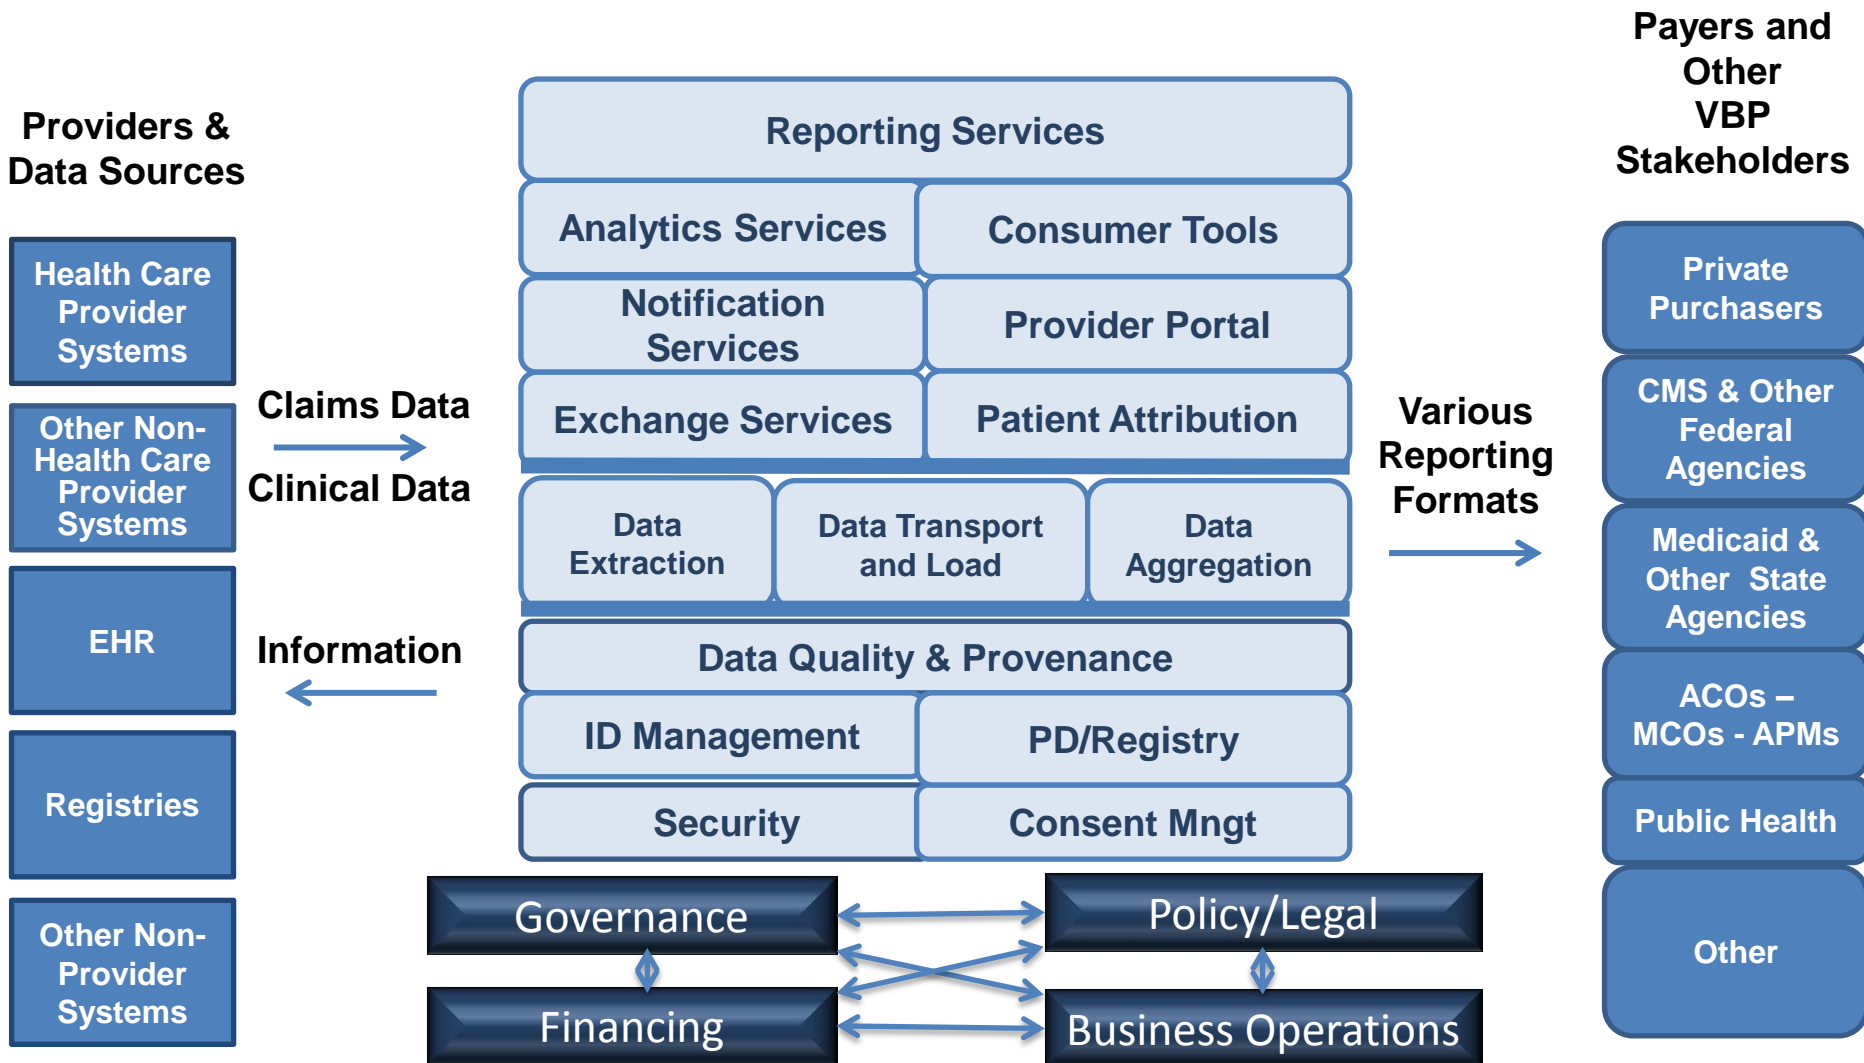 Providers &
Data Sources
Health Care
Provider
Systems
Other Non-
Health Care
Provider
Systems
EHR
Registries
Other Non-
Provider
Systems
Claims Data
Clinical Data
Information
Reporting Services
Analytics Services
Consumer Tools
Notification
Services
Provider Portal
Exchange Services
Patient Attribution
Data
Extraction
Data Transport
and Load
Data
Aggregation
Data Quality & Provenance
ID Management
PD/Registry
Security
Consent Mngt
Governance
Policy/Legal
Financing
Business Operations
Various
Reporting
Formats
Payers and
Other
VBP
Stakeholders
Private
Purchasers
CMS & Other
Federal
Agencies
Medicaid &
Other State
Agencies
ACOs –
MCOs - APMs
Public Health
Other